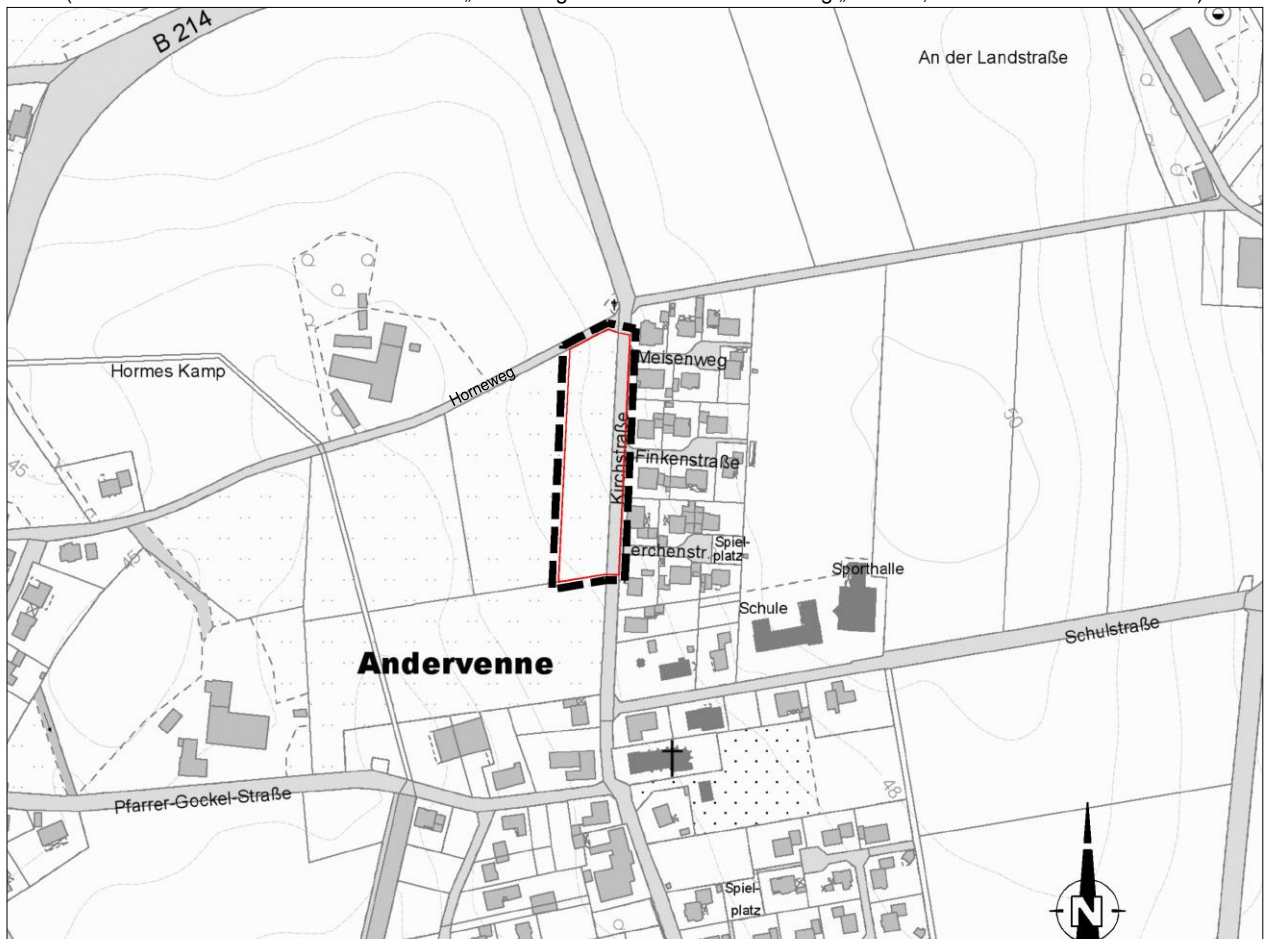 B 214
An der Landstraße
Hormes Kamp
Horneweg
Meisenweg
Kirchstraße
Finkenstraße
50
45
45
erchenstr.
Spiel-
platz
Sporthalle
Schule
Schulstraße
Andervenne
48
Pfarrer-Gockel-Straße
Spiel-
platz
N